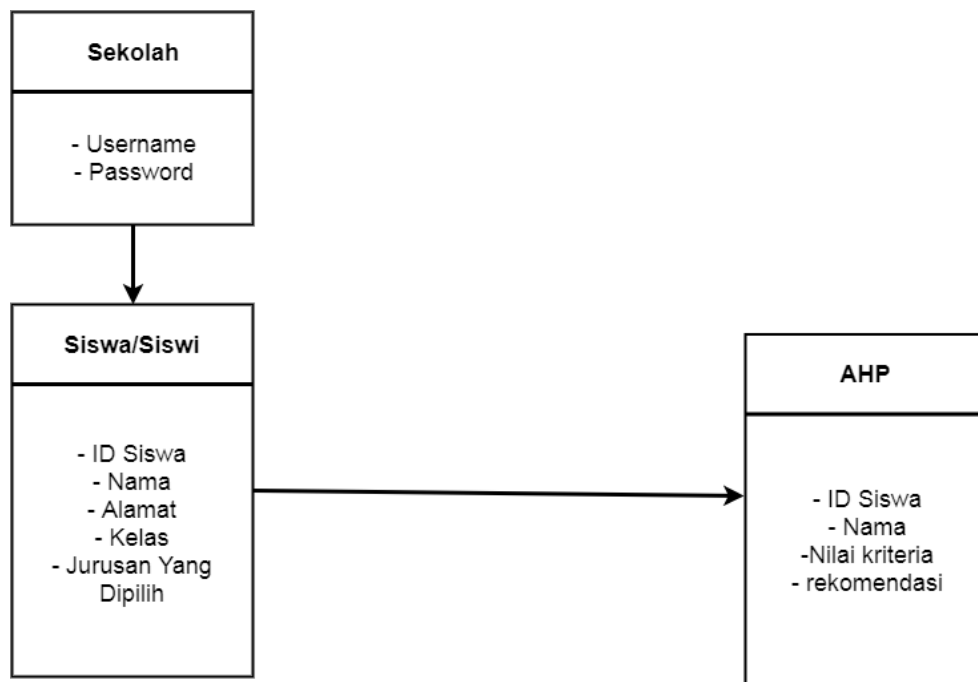 Sekolah
- Username
- Password
Siswa/Siswi
- ID Siswa
- Nama
- Alamat
- Kelas
- Jurusan Yang
Dipilih
AHP
- ID Siswa
- Nama
-Nilai kriteria
- rekomendasi